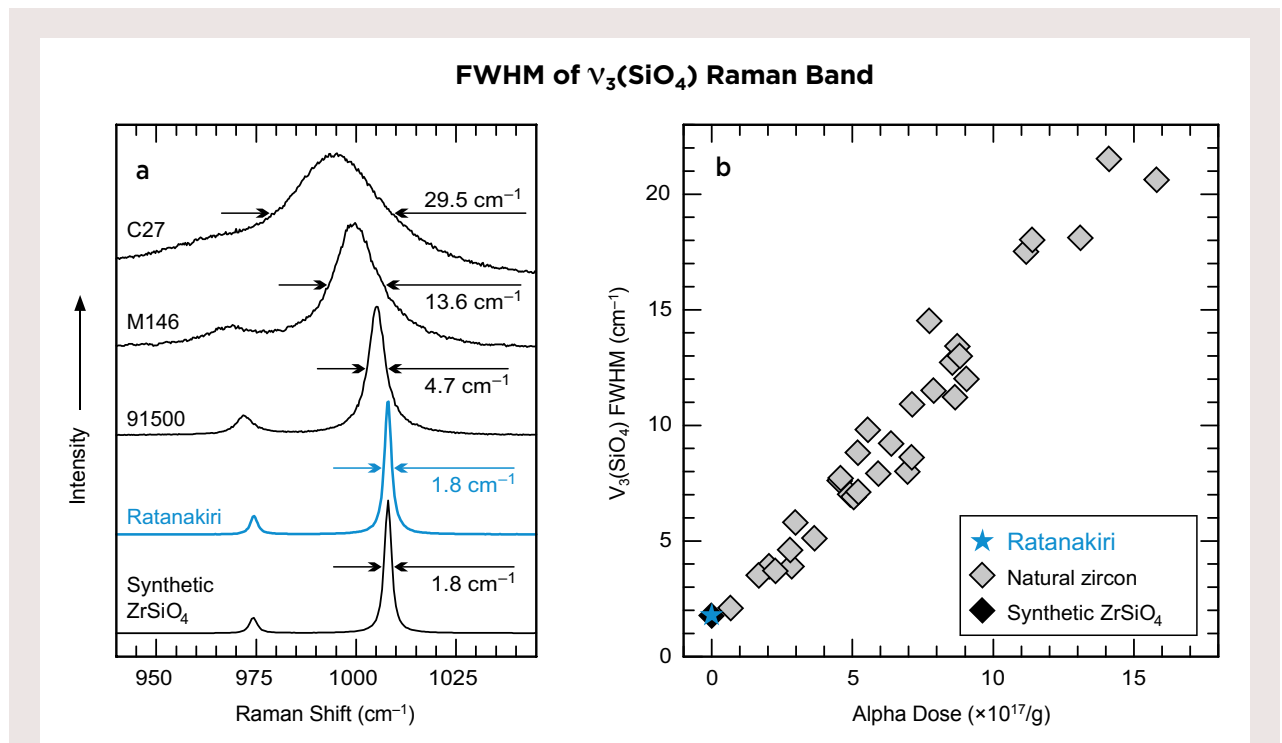 FWHM of ν₃(SiO₄) Raman Band
a
C27
29.5 cm⁻¹
M146
13.6 cm⁻¹
91500
4.7 cm⁻¹
Ratanakiri
1.8 cm⁻¹
Synthetic
ZrSiO₄
1.8 cm⁻¹
Intensity
950 975 1000 1025
Raman Shift (cm⁻¹)
b
20
15
10
5
0
V₃(SiO₄) FWHM (cm⁻¹)
Ratanakiri
Natural zircon
Synthetic ZrSiO₄
0 5 10 15
Alpha Dose (×10¹⁷/g)